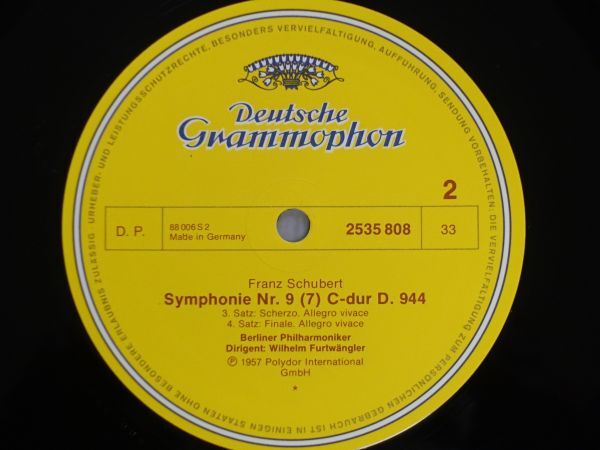 URHEBER- UND LEISTUNGSSCHUTZRECHTE, BESONDERS VERVIELFÄLTIGUNG, AUFFÜHRUNG, SENDUNG VORBEHALTEN; DIE VERVIELFÄLTIGUNG ZUM PERSÖNLICHEN GEBRAUCH IST IN EINIGEN STAATEN OHNE BESONDERE ERLAUBNIS ZULÄSSIG -
Deutsche
Grammophon
2
D. P.
88 006 S 2
Made in Germany
2535 808
33
Franz Schubert
Symphonie Nr. 9 (7) C-dur D. 944
3. Satz: Scherzo. Allegro vivace
4. Satz: Finale. Allegro vivace
Berliner Philharmoniker
Dirigent: Wilhelm Furtwängler
Ⓟ 1957 Polydor International
GmbH
*